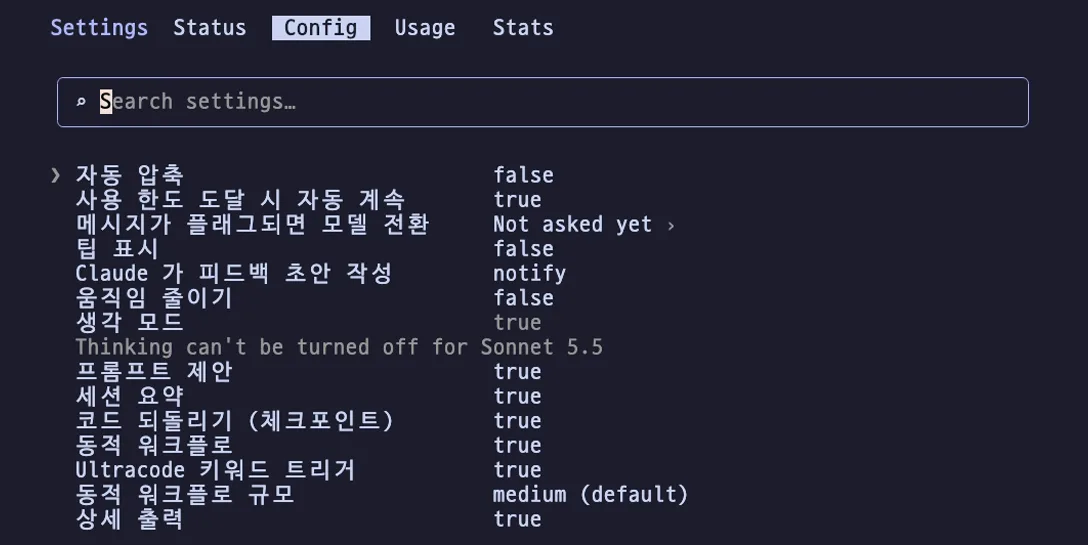 Settings Status Config Usage Stats
⌕ Search settings…
❯ 자동 압축 false
사용 한도 도달 시 자동 계속 true
메시지가 플래그되면 모델 전환 Not asked yet ›
팁 표시 false
Claude 가 피드백 초안 작성 notify
움직임 줄이기 false
생각 모드 true
Thinking can't be turned off for Sonnet 5.5
프롬프트 제안 true
세션 요약 true
코드 되돌리기 (체크포인트) true
동적 워크플로 true
Ultracode 키워드 트리거 true
동적 워크플로 규모 medium (default)
상세 출력 true